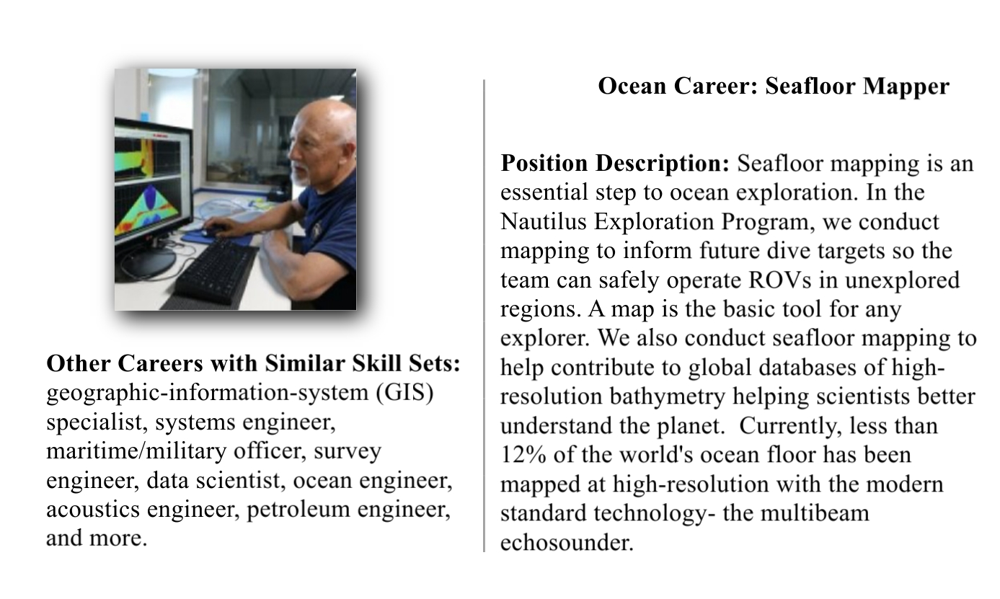 Other Careers with Similar Skill Sets:
geographic-information-system (GIS)
specialist, systems engineer,
maritime/military officer, survey
engineer, data scientist, ocean engineer,
acoustics engineer, petroleum engineer,
and more.
Ocean Career: Seafloor Mapper
Position Description: Seafloor mapping is an
essential step to ocean exploration. In the
Nautilus Exploration Program, we conduct
mapping to inform future dive targets so the
team can safely operate ROVs in unexplored
regions. A map is the basic tool for any
explorer. We also conduct seafloor mapping to
help contribute to global databases of high-
resolution bathymetry helping scientists better
understand the planet.  Currently, less than
12% of the world's ocean floor has been
mapped at high-resolution with the modern
standard technology- the multibeam
echosounder.